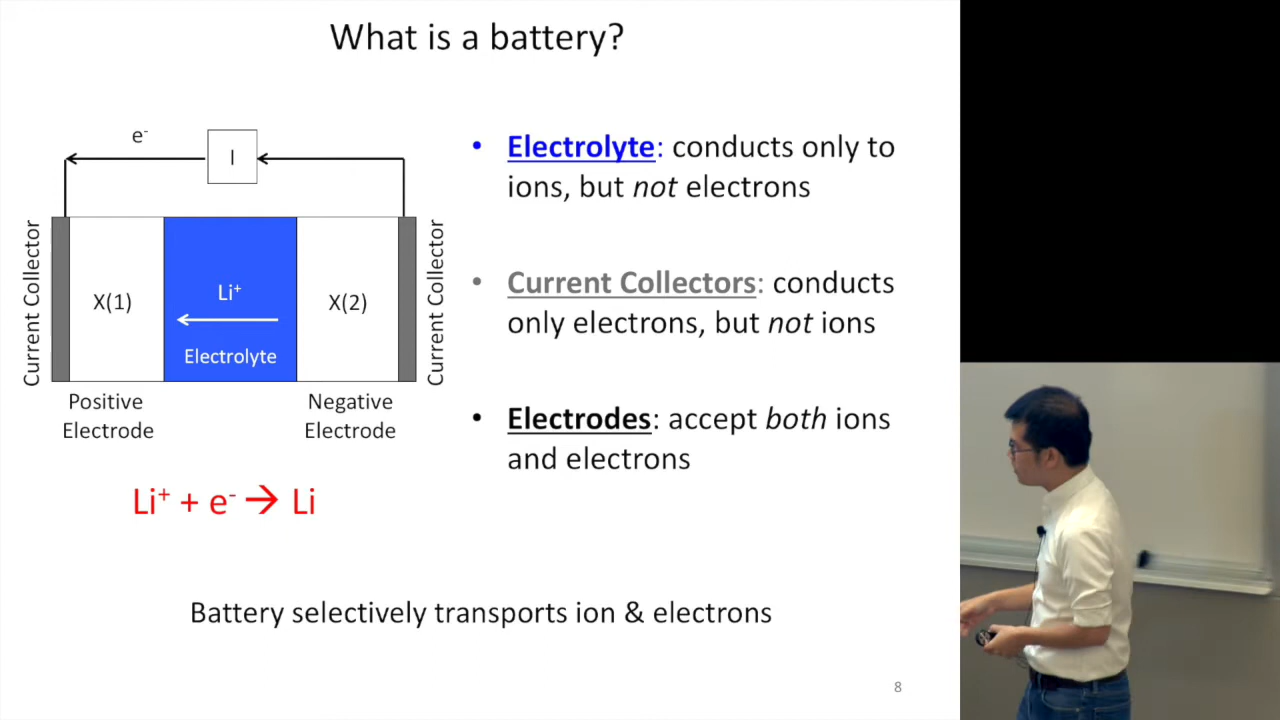 What is a battery?
e-
I
Current Collector
X(1)
Li+
Electrolyte
X(2)
Current Collector
Positive
Electrode
Negative
Electrode
Li+ + e- → Li
• Electrolyte: conducts only to
ions, but not electrons
• Current Collectors: conducts
only electrons, but not ions
• Electrodes: accept both ions
and electrons
Battery selectively transports ion & electrons
8